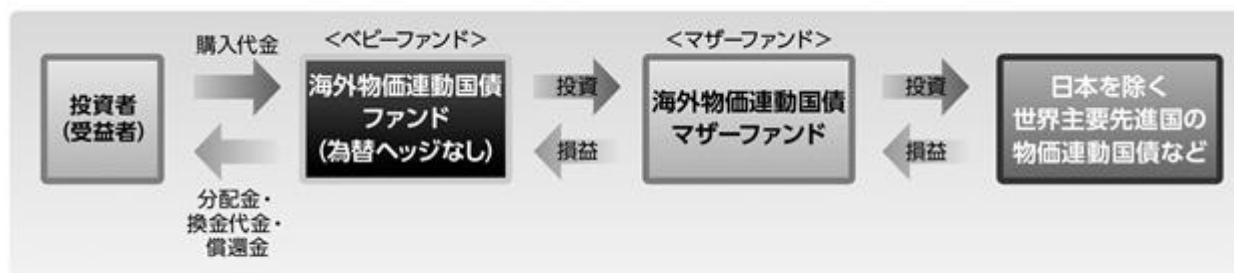 購入代金
<ベビーファンド>
<マザーファンド>
投資者
(受益者)
海外物価連動国債
ファンド
(為替ヘッジなし)
投資
損益
海外物価連動国債
マザーファンド
投資
損益
日本を除く
世界主要先進国の
物価連動国債など
分配金・
換金代金・
償還金